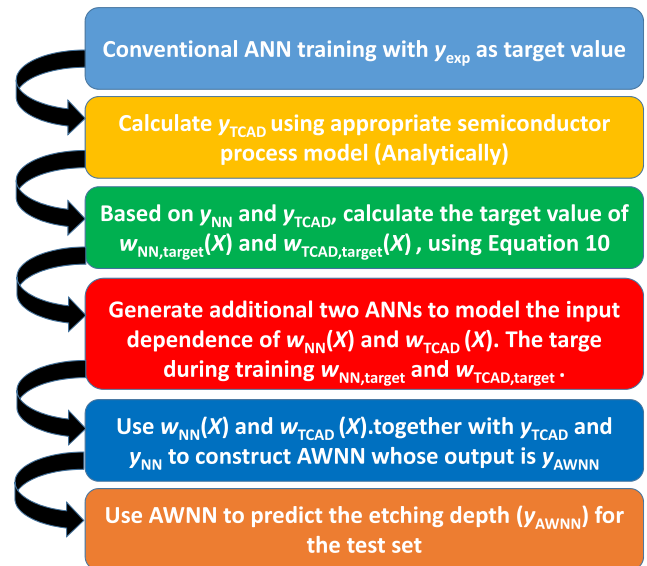 Conventional ANN training with yexp as target value
Calculate yTCAD using appropriate semiconductor
process model (Analytically)
Based on yNN and yTCAD, calculate the target value of
wNN,target(X) and wTCAD,target(X) , using Equation 10
Generate additional two ANNs to model the input
dependence of wNN(X) and wTCAD (X). The targe
during training wNN,target and wTCAD,target .
Use wNN(X) and wTCAD (X).together with yTCAD and
yNN to construct AWNN whose output is yAWNN
Use AWNN to predict the etching depth (yAWNN) for
the test set